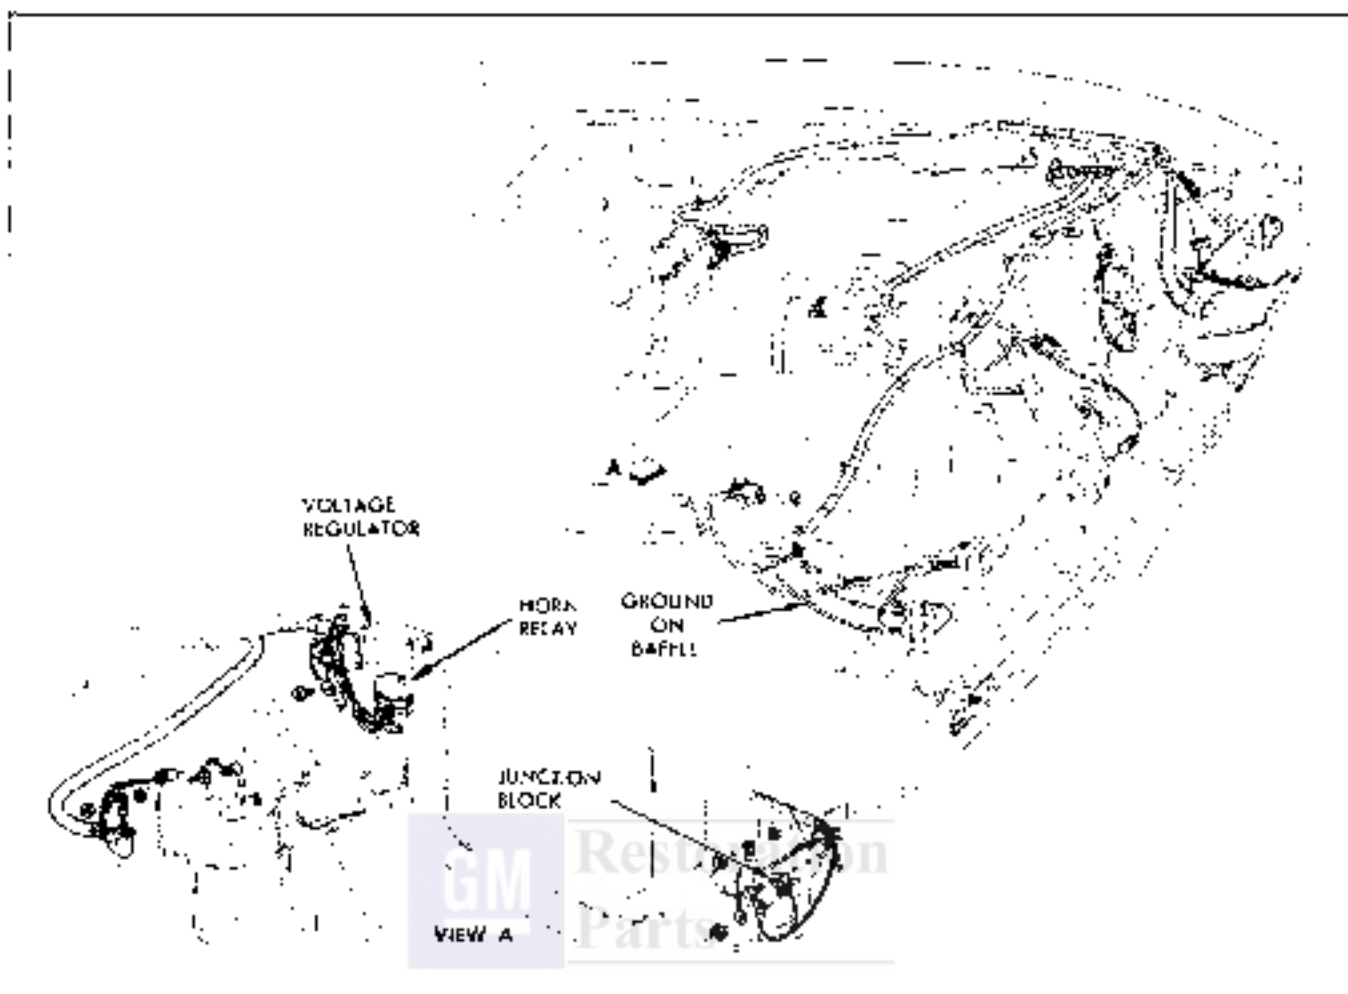 A
VOLTAGE
REGULATOR
HORN
RELAY
GROUND
ON
BAFFLE
JUNCTION
BLOCK
GM
Restoration
Parts
VIEW A